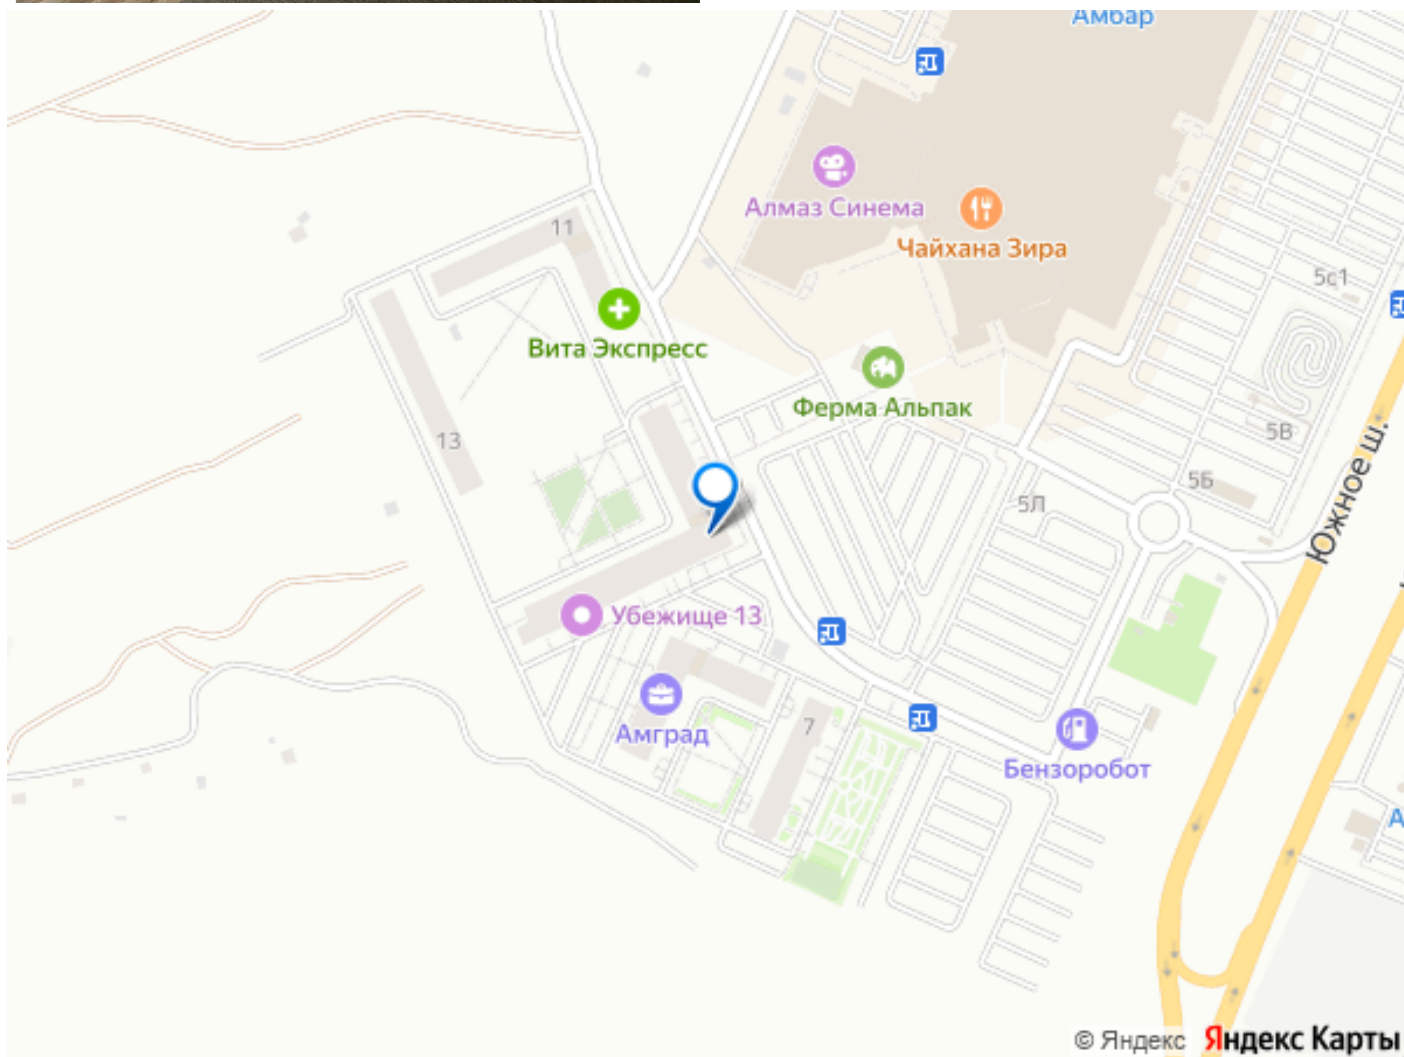 Амбар
Алмаз Синема
Чайхана Зира
11
Вита Экспресс
5с1
Ферма Альпак
13
5В
5Б
5Л
Южное ш.
Убежище 13
Амград
7
Бензоробот
А
© Яндекс Яндекс Карты